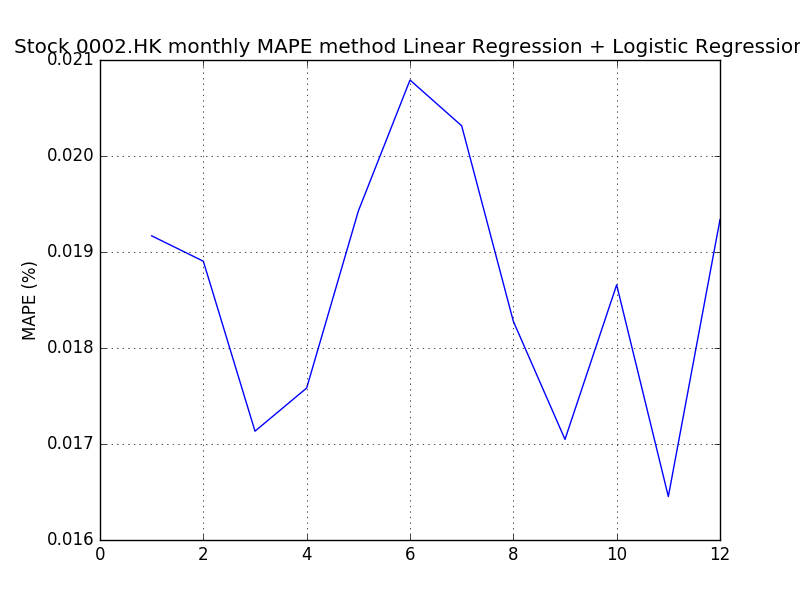 Stock 0002.HK monthly MAPE method Linear Regression + Logistic Regression
0.021
0.020
0.019
MAPE (%)
0.018
0.017
0.016
0 2 4 6 8 10 12